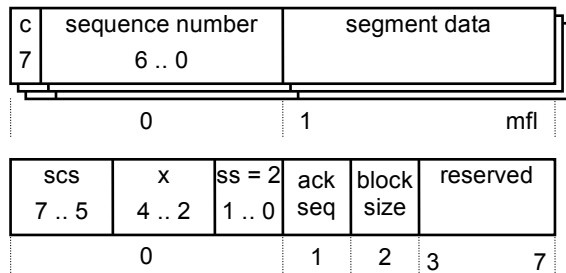 c sequence number segment data
7 6 .. 0
0 1 mfl
scs x ss = 2 ack block reserved
7 .. 5 4 .. 2 1 .. 0 seq size
0 1 2 3 7